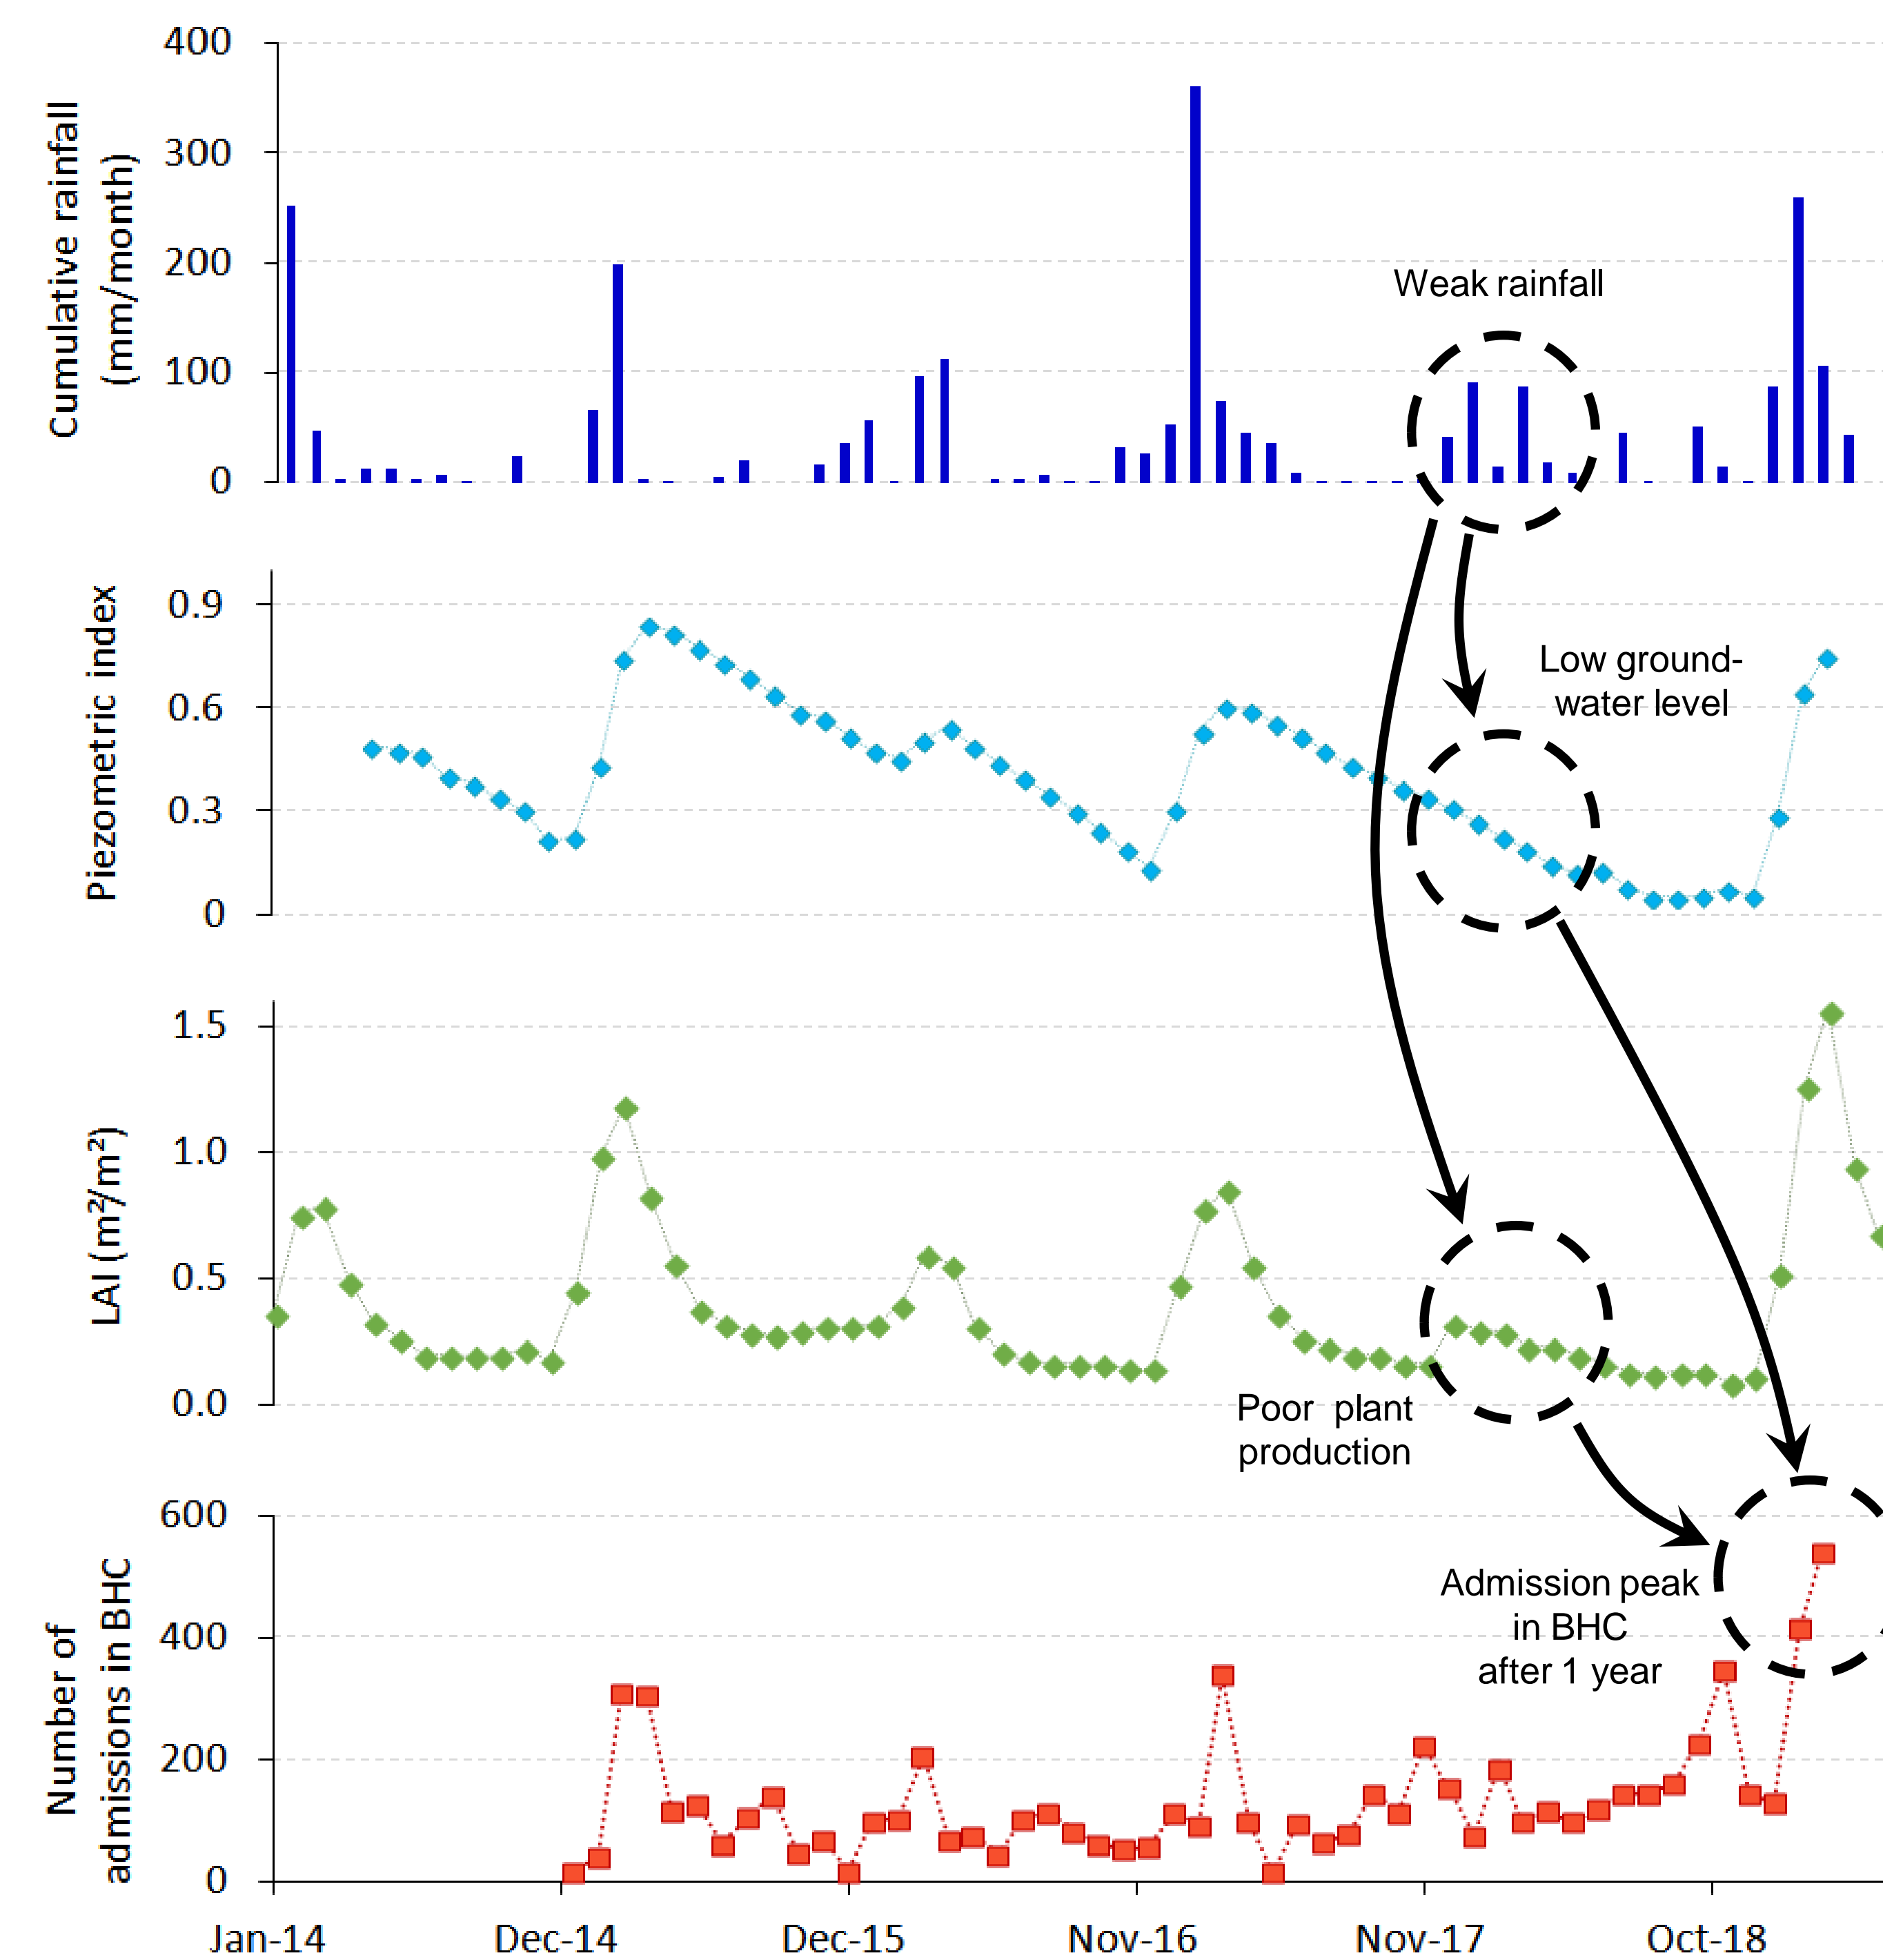 Cumulative rainfall
(mm/month)
400
300
200
100
0
Weak rainfall
Piezometric index
0.9
0.6
0.3
0
Low ground-
water level
LAI (m²/m²)
1.5
1.0
0.5
0.0
Poor plant
production
Number of
admissions in BHC
600
400
200
0
Admission peak
in BHC
after 1 year
Jan-14
Dec-14
Dec-15
Nov-16
Nov-17
Oct-18